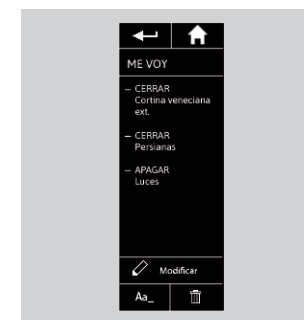 ME VOY
– CERRAR
Cortina veneciana
ext.
– CERRAR
Persianas
– APAGAR
Luces
Modificar
Aa_